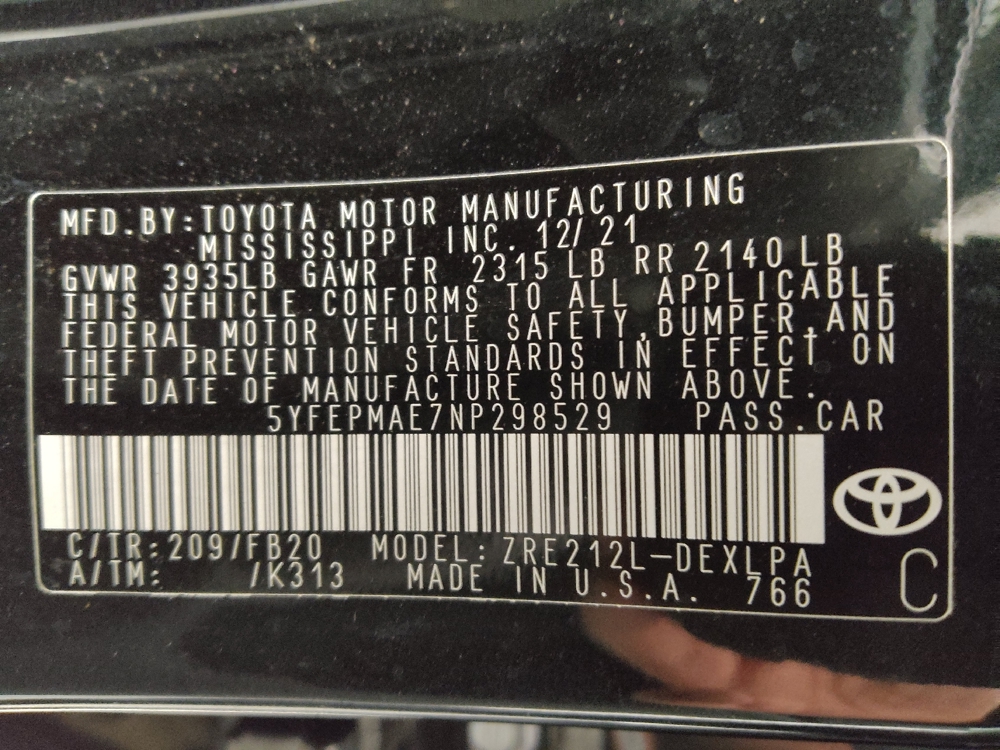 MFD.BY:TOYOTA MOTOR MANUFACTURING
MISSISSIPPI INC. 12/21
GVWR 3935LB GAWR FR 2315 LB RR 2140 LB
THIS VEHICLE CONFORMS TO ALL APPLICABLE
FEDERAL MOTOR VEHICLE SAFETY,BUMPER,AND
THEFT PREVENTION STANDARDS IN EFFECT ON
THE DATE OF MANUFACTURE SHOWN ABOVE.
5YFEPMAE7NP298529 PASS.CAR
C/TR:209/FB20 MODEL:ZRE212L-DEXLPA
A/TM: /K313 MADE IN U.S.A. 766
C